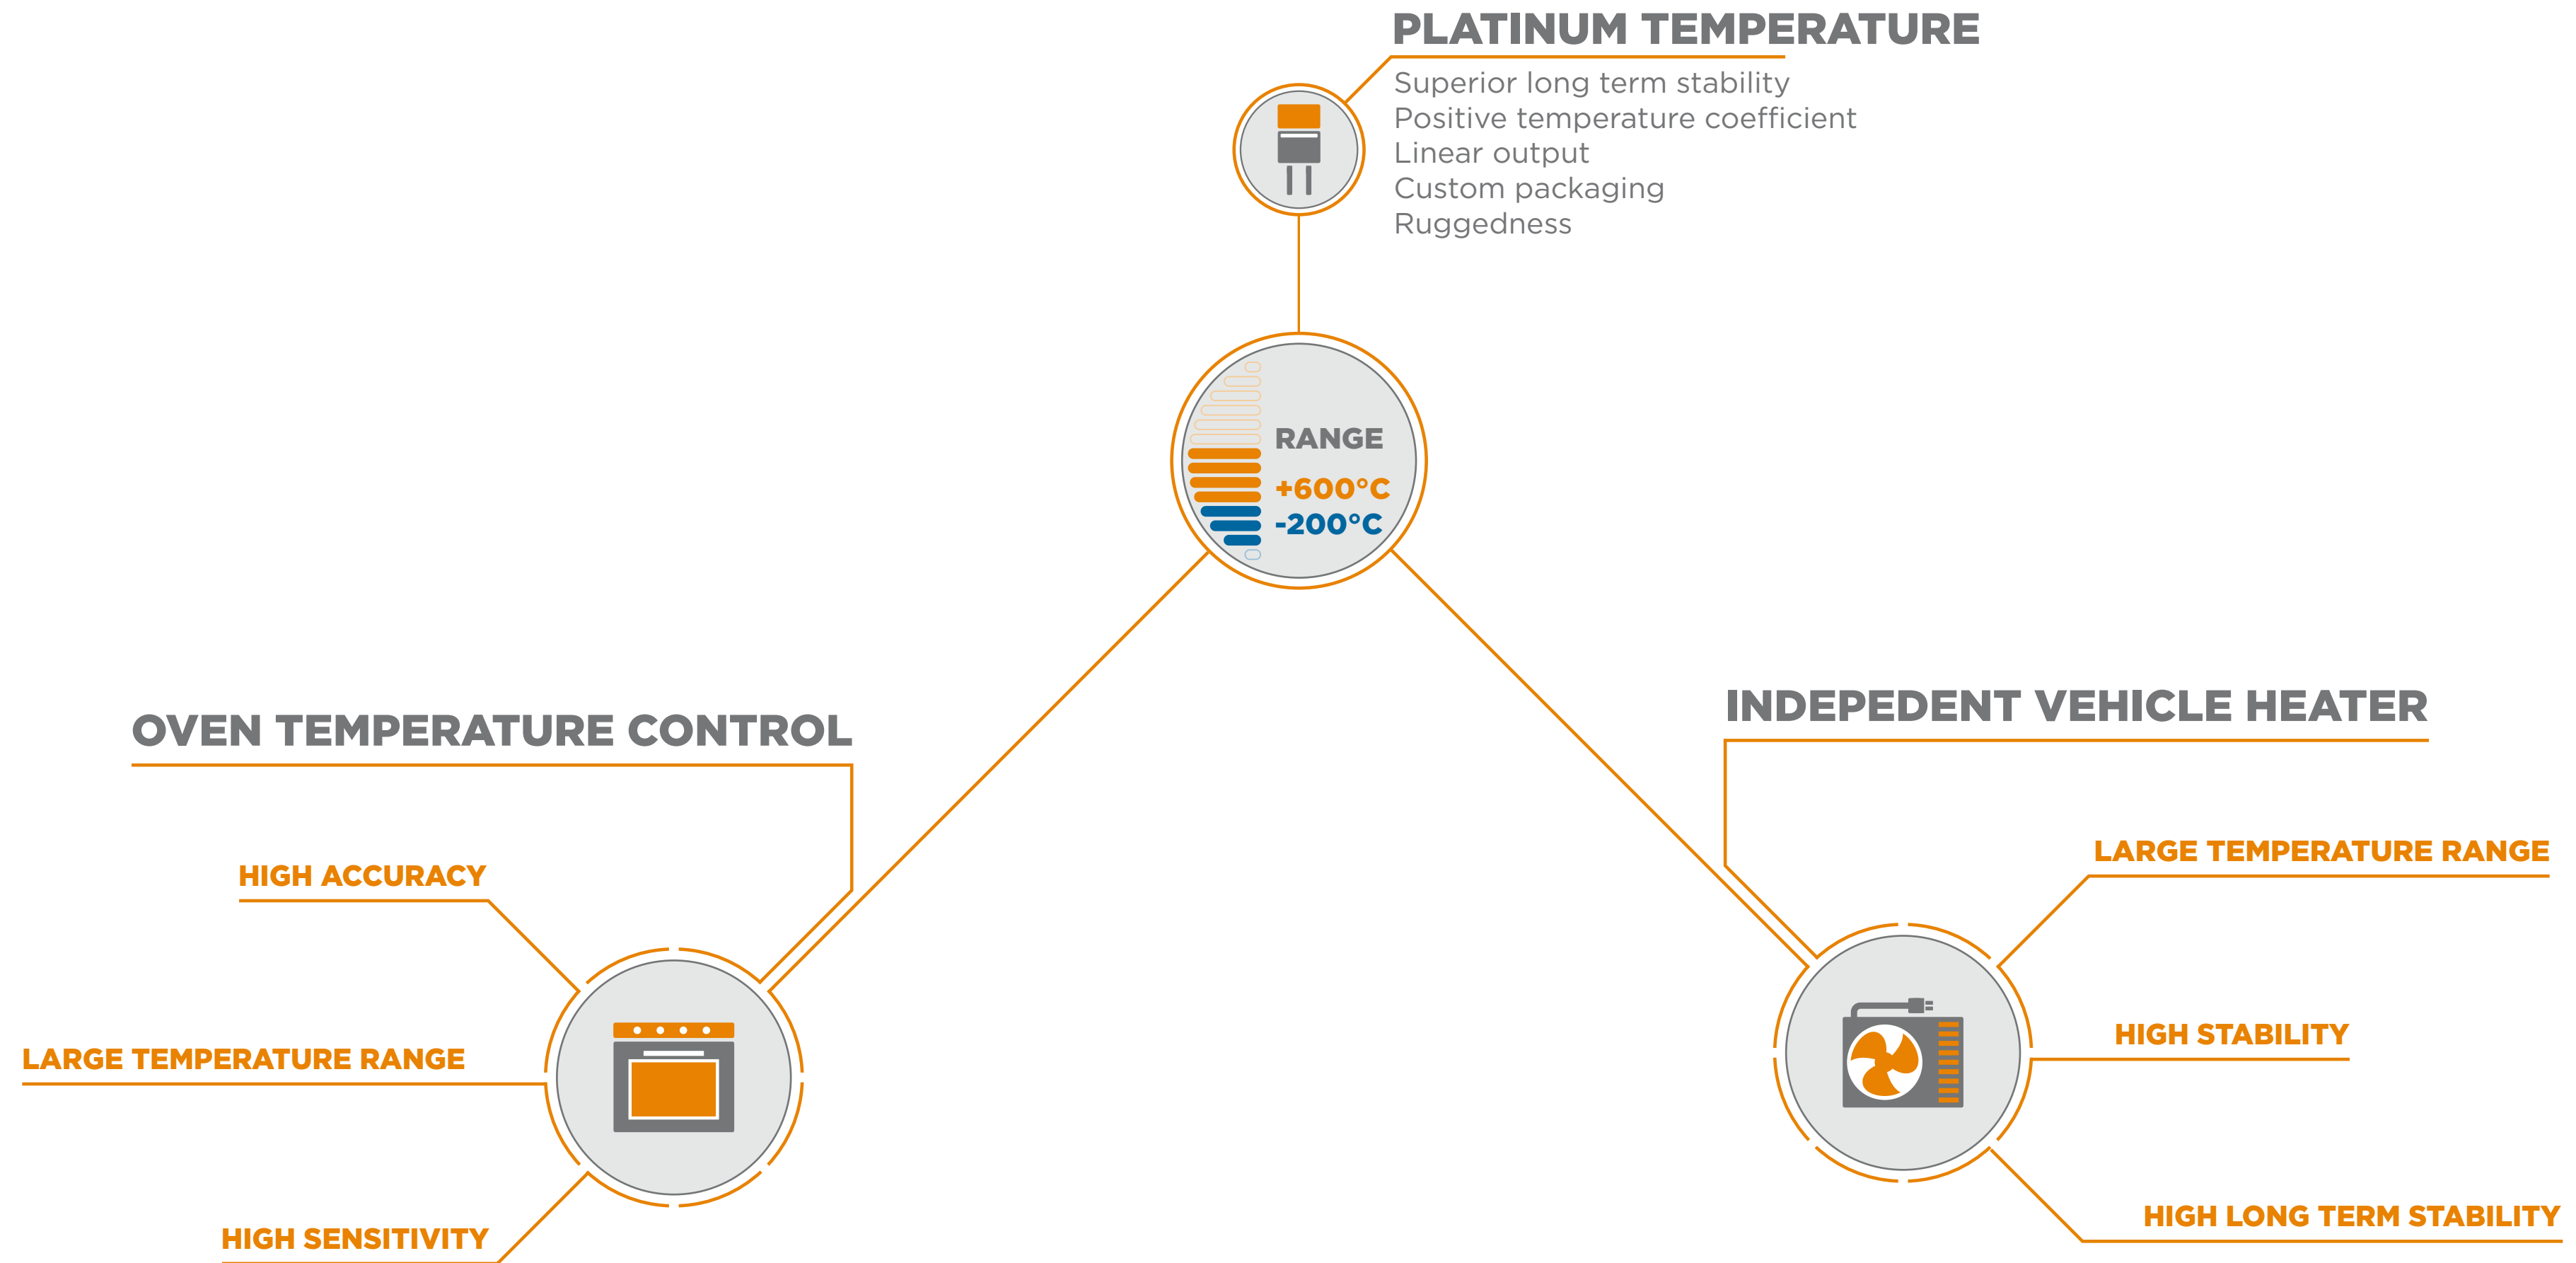 PLATINUM TEMPERATURE
Superior long term stability
Positive temperature coefficient
Linear output
Custom packaging
Ruggedness
RANGE
+600°C
-200°C
OVEN TEMPERATURE CONTROL
HIGH ACCURACY
LARGE TEMPERATURE RANGE
HIGH SENSITIVITY
INDEPEDENT VEHICLE HEATER
LARGE TEMPERATURE RANGE
HIGH STABILITY
HIGH LONG TERM STABILITY